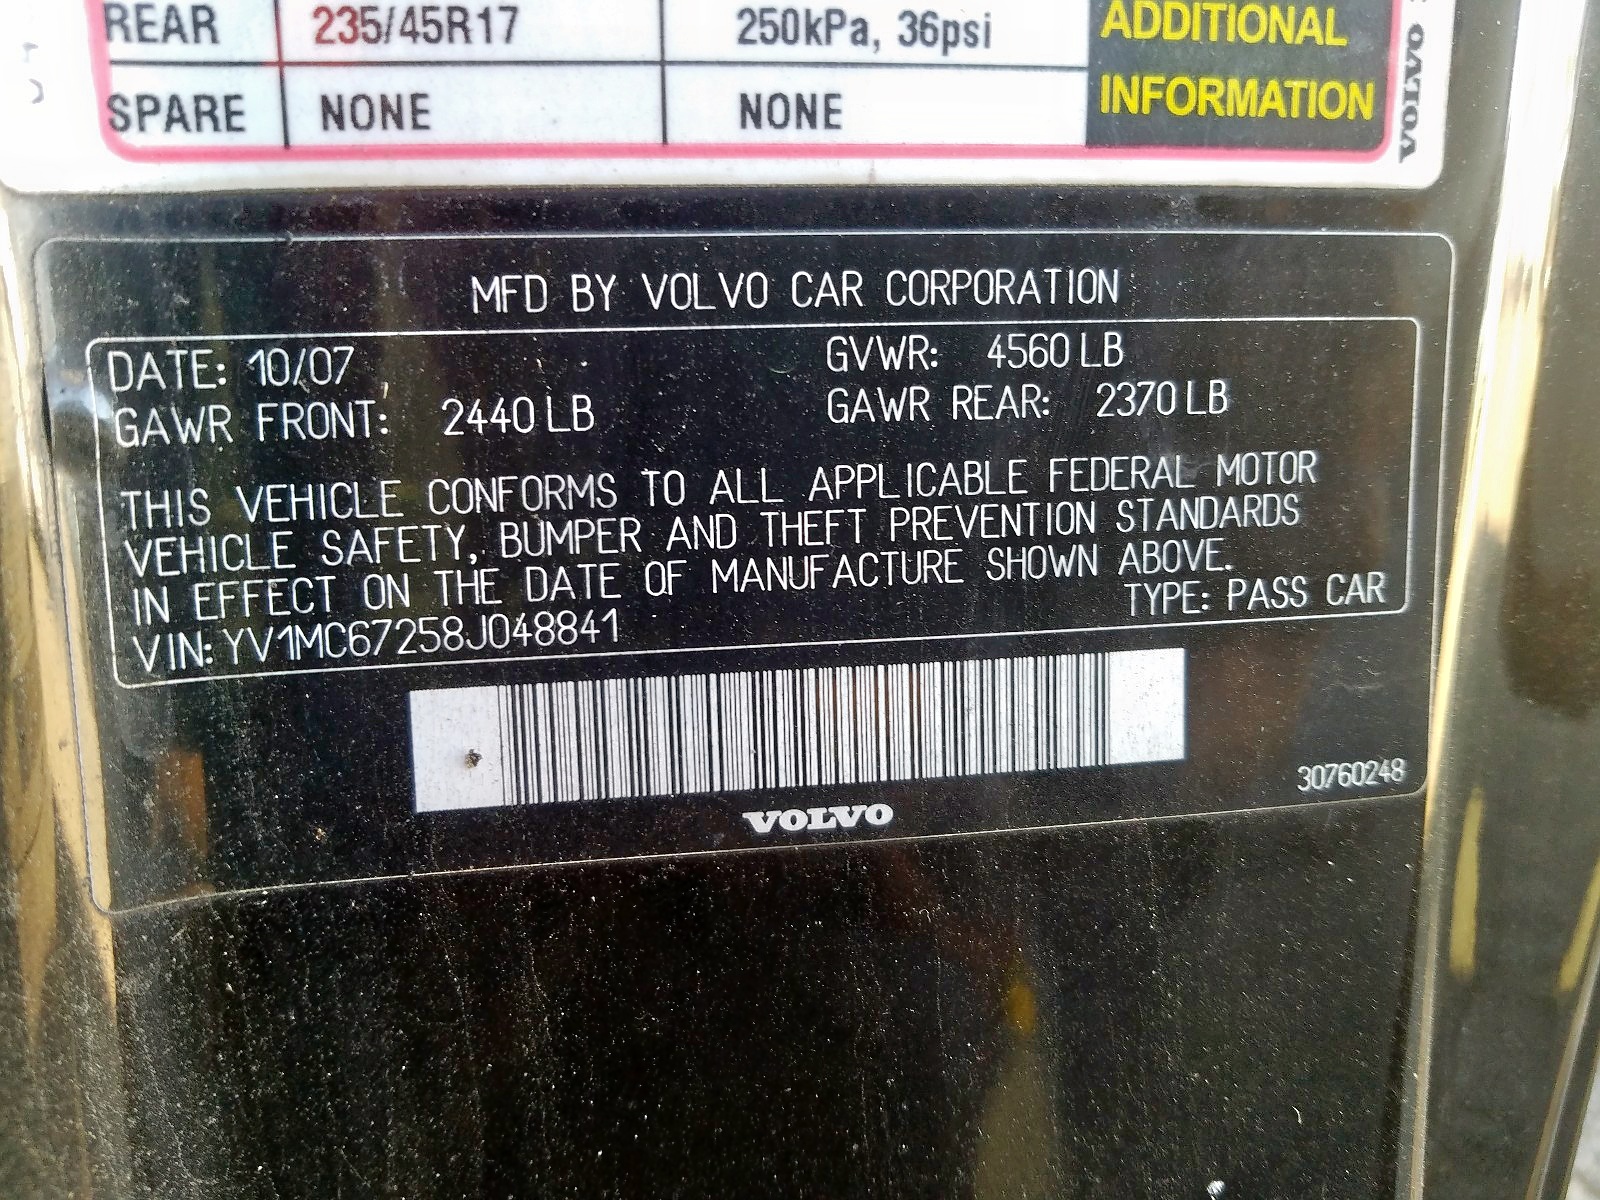 REAR 235/45R17 250kPa, 36psi ADDITIONAL
SPARE NONE NONE INFORMATION
VOLVO
MFD BY VOLVO CAR CORPORATION
DATE: 10/07 GVWR: 4560 LB
GAWR FRONT: 2440 LB GAWR REAR: 2370 LB
THIS VEHICLE CONFORMS TO ALL APPLICABLE FEDERAL MOTOR
VEHICLE SAFETY, BUMPER AND THEFT PREVENTION STANDARDS
IN EFFECT ON THE DATE OF MANUFACTURE SHOWN ABOVE.
VIN: YV1MC67258J048841 TYPE: PASS CAR
30760248
VOLVO